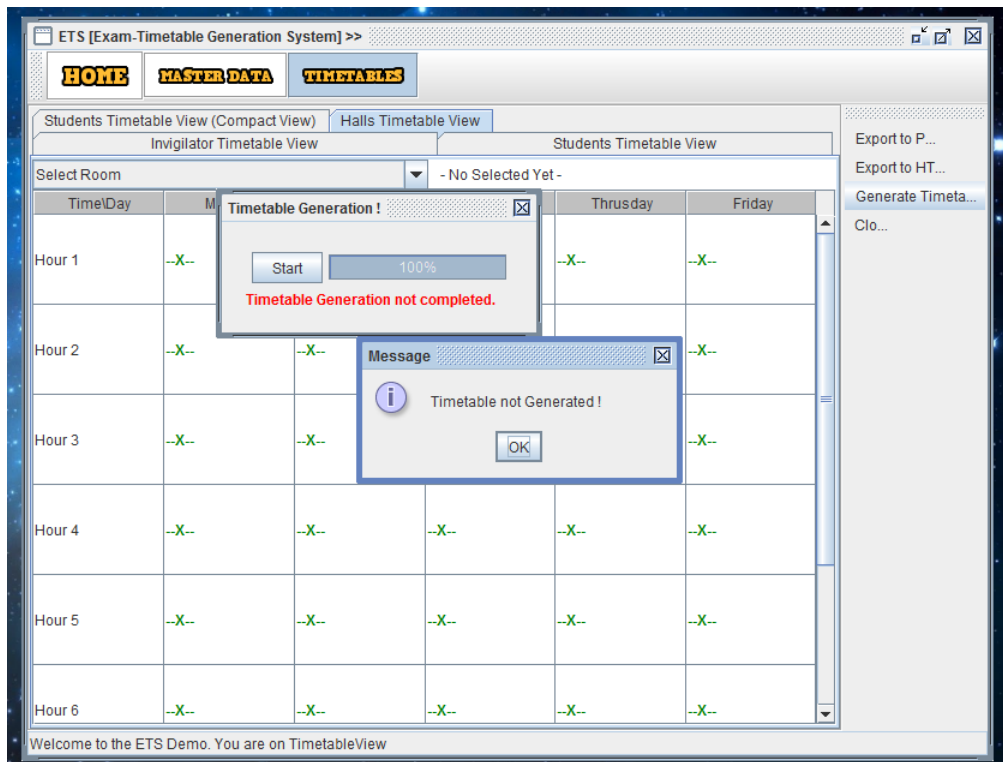 ETS [Exam-Timetable Generation System] >>
HOME MASTER DATA TIMETABLES
Students Timetable View (Compact View) Halls Timetable View
Invigilator Timetable View Students Timetable View
Select Room - No Selected Yet -
Export to P...
Export to HT...
Generate Timeta...
Clo...
Time\Day M Thrusday Friday
Hour 1 --X-- --X-- --X--
Timetable Generation !
Start 100%
Timetable Generation not completed.
Hour 2 --X-- --X-- --X--
Message
Timetable not Generated !
OK
Hour 3 --X-- --X-- --X--
Hour 4 --X-- --X-- --X-- --X-- --X--
Hour 5 --X-- --X-- --X-- --X-- --X--
Hour 6 --X-- --X-- --X-- --X-- --X--
Welcome to the ETS Demo. You are on TimetableView